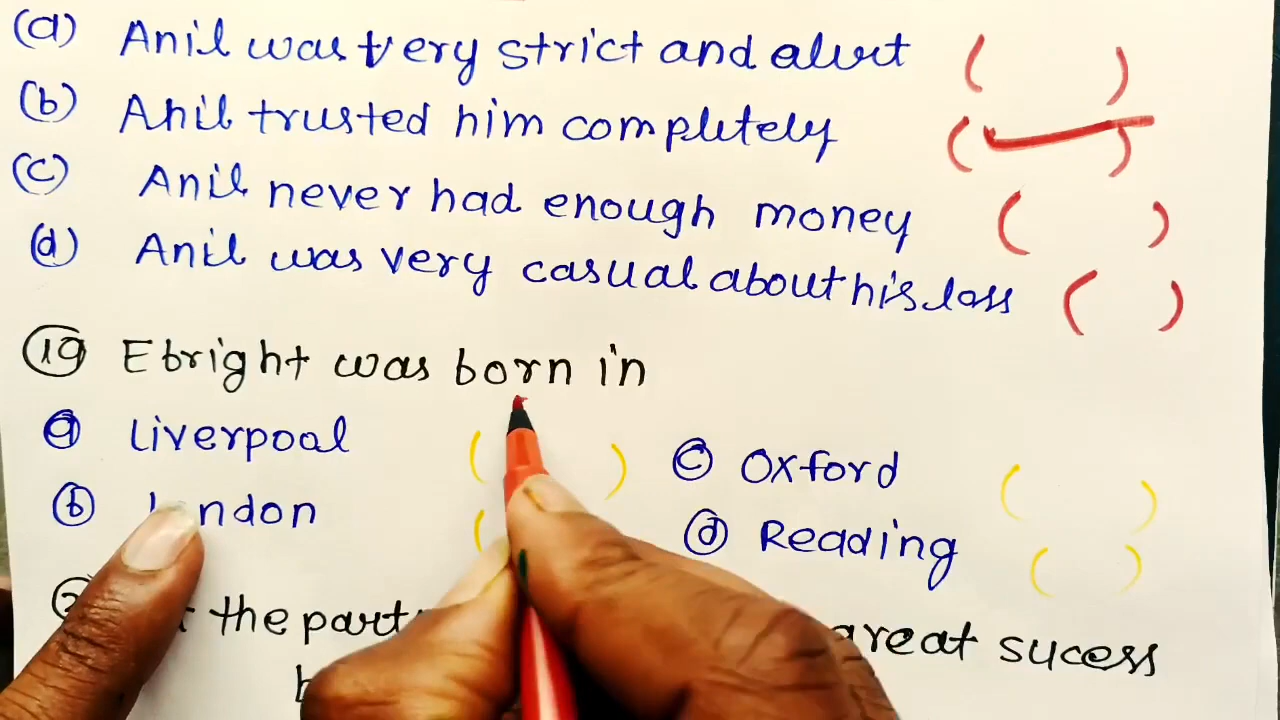 (a) Anil was very strict and alert ( )
(b) Anil trusted him completely ( )
(c) Anil never had enough money ( )
(d) Anil was very casual about his loss ( )
(19) Ebright was born in
(a) Liverpool ( ) (c) Oxford ( )
(b) London ( (d) Reading ( )
the part great sucess